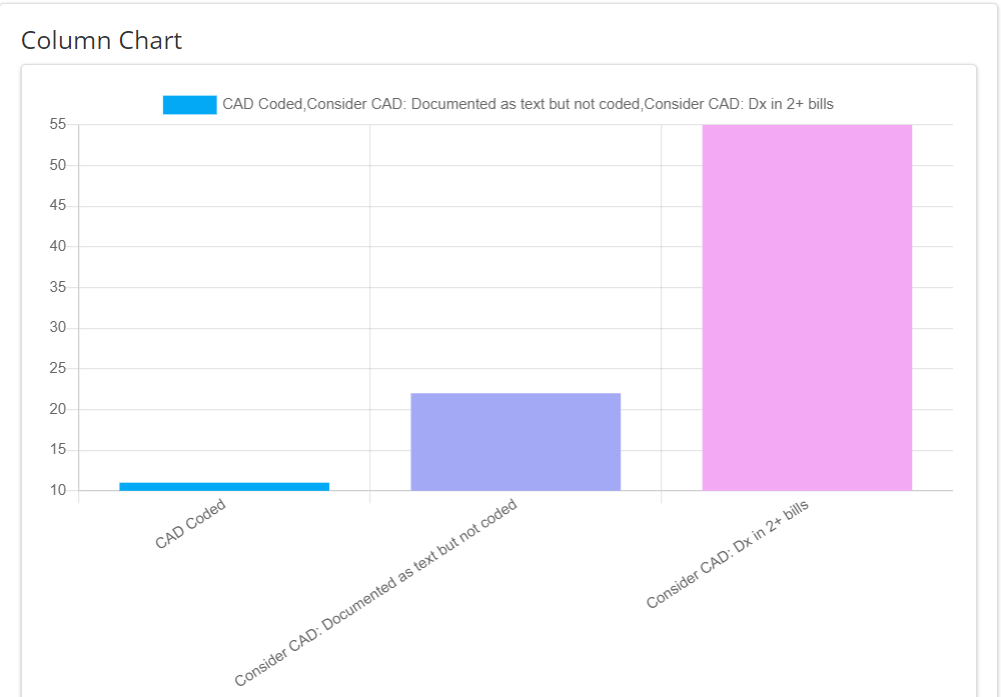 Column Chart
CAD Coded,Consider CAD: Documented as text but not coded,Consider CAD: Dx in 2+ bills
55
50
45
40
35
30
25
20
15
10
CAD Coded
Consider CAD: Documented as text but not coded
Consider CAD: Dx in 2+ bills